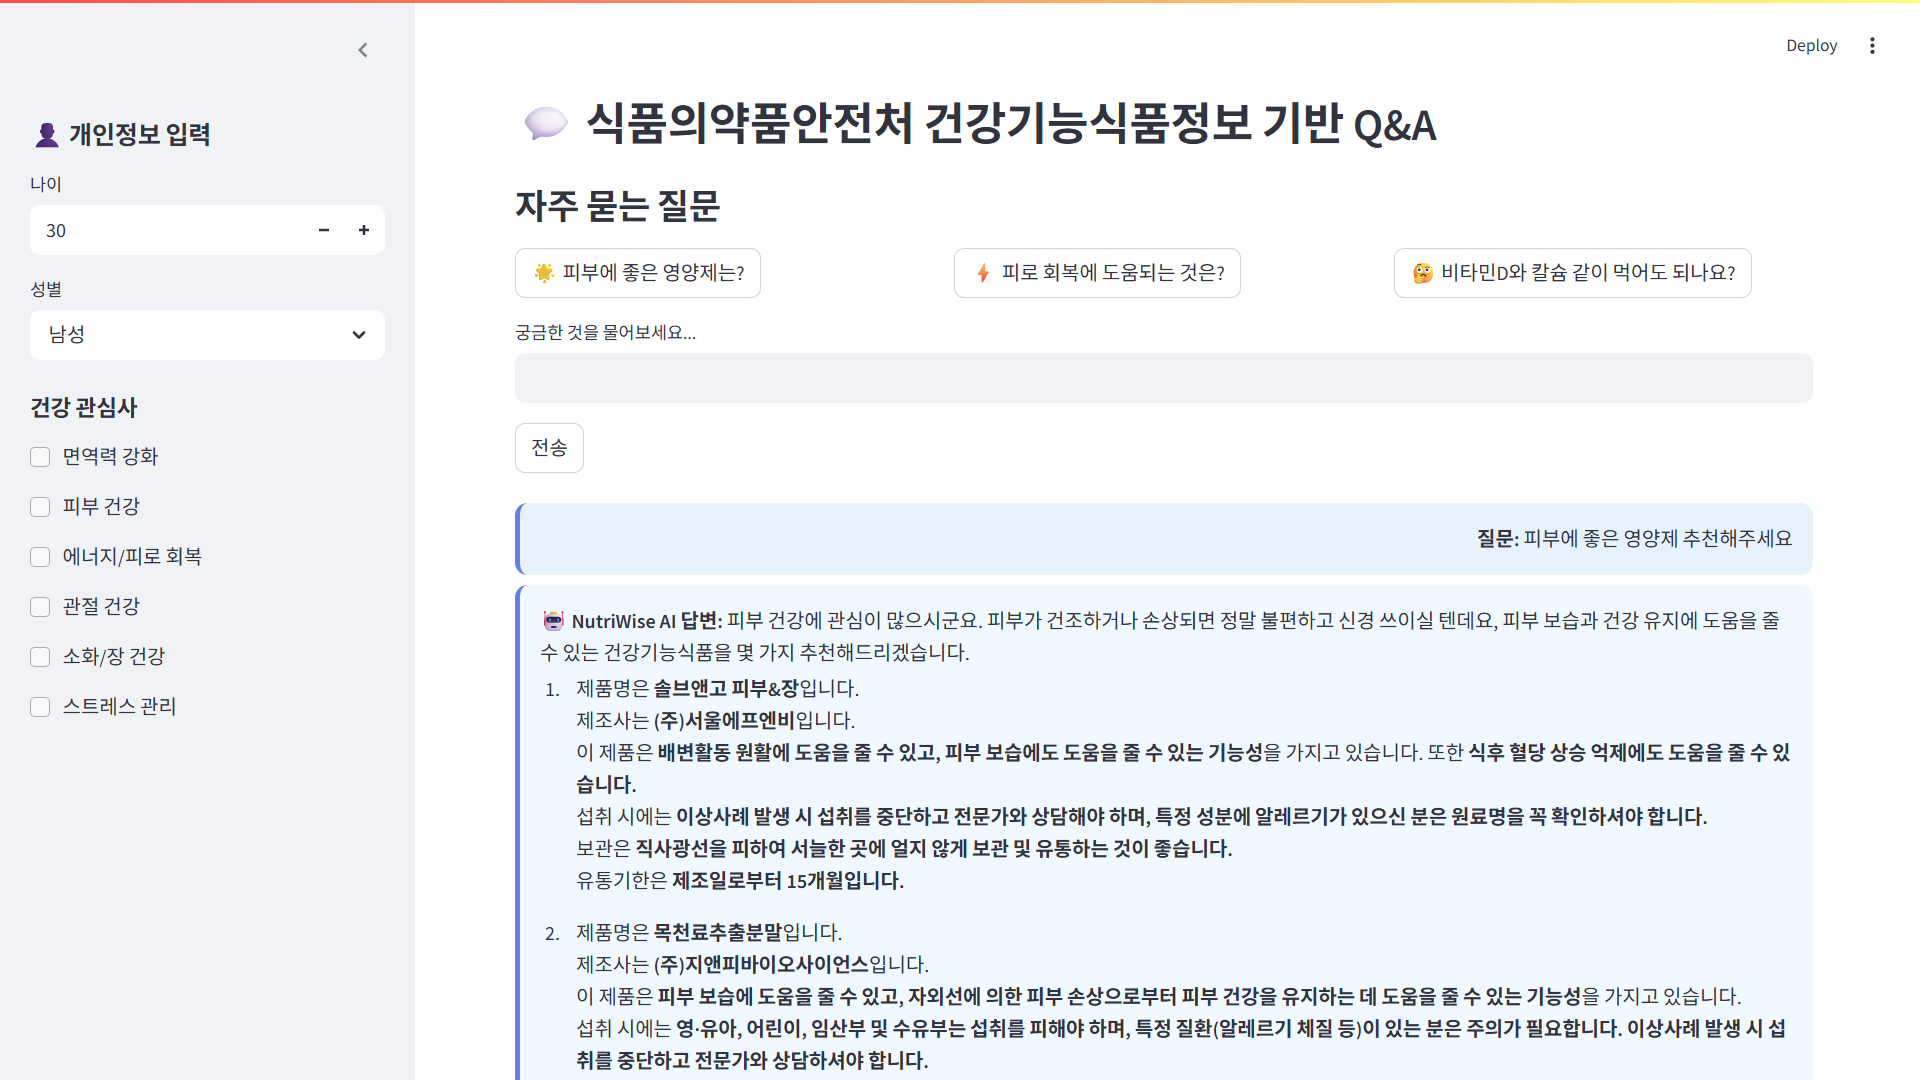 개인정보 입력
나이
30
성별
남성
건강 관심사
면역력 강화
피부 건강
에너지/피로 회복
관절 건강
소화/장 건강
스트레스 관리
Deploy
식품의약품안전처 건강기능식품정보 기반 Q&A
자주 묻는 질문
피부에 좋은 영양제는?
피로 회복에 도움되는 것은?
비타민D와 칼슘 같이 먹어도 되나요?
궁금한 것을 물어보세요...
전송
질문: 피부에 좋은 영양제 추천해주세요
NutriWise AI 답변: 피부 건강에 관심이 많으시군요. 피부가 건조하거나 손상되면 정말 불편하고 신경 쓰이실 텐데요, 피부 보습과 건강 유지에 도움을 줄
수 있는 건강기능식품을 몇 가지 추천해드리겠습니다.
1. 제품명은 솔브앤고 피부&장입니다.
제조사는 (주)서울에프엔비입니다.
이 제품은 배변활동 원활에 도움을 줄 수 있고, 피부 보습에도 도움을 줄 수 있는 기능성을 가지고 있습니다. 또한 식후 혈당 상승 억제에도 도움을 줄 수 있
습니다.
섭취 시에는 이상사례 발생 시 섭취를 중단하고 전문가와 상담해야 하며, 특정 성분에 알레르기가 있으신 분은 원료명을 꼭 확인하셔야 합니다.
보관은 직사광선을 피하여 서늘한 곳에 얼지 않게 보관 및 유통하는 것이 좋습니다.
유통기한은 제조일로부터 15개월입니다.
2. 제품명은 목천료추출분말입니다.
제조사는 (주)지앤피바이오사이언스입니다.
이 제품은 피부 보습에 도움을 줄 수 있고, 자외선에 의한 피부 손상으로부터 피부 건강을 유지하는 데 도움을 줄 수 있는 기능성을 가지고 있습니다.
섭취 시에는 영·유아, 어린이, 임산부 및 수유부는 섭취를 피해야 하며, 특정 질환(알레르기 체질 등)이 있는 분은 주의가 필요합니다. 이상사례 발생 시 섭
취를 중단하고 전문가와 상담하셔야 합니다.